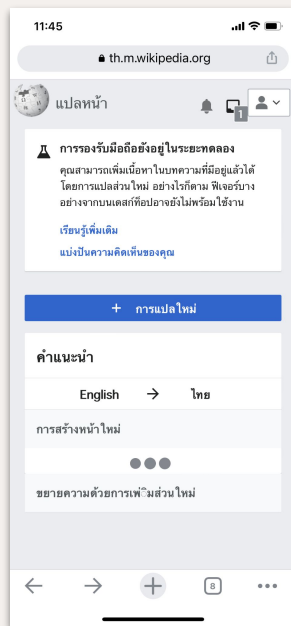 11:45
th.m.wikipedia.org
แปลหน้า
1
การรองรับมือถือยังอยู่ในระยะทดลอง
คุณสามารถเพิ่มเนื้อหาในบทความที่มีอยู่แล้วได้
โดยการแปลส่วนใหม่ อย่างไรก็ตาม ฟีเจอร์บาง
อย่างจากบนเดสก์ท็อปอาจยังไม่พร้อมใช้งาน
เรียนรู้เพิ่มเติม
แบ่งปันความคิดเห็นของคุณ
+ การแปลใหม่
คำแนะนำ
English → ไทย
การสร้างหน้าใหม่
ขยายความด้วยการเพิ่มส่วนใหม่
8